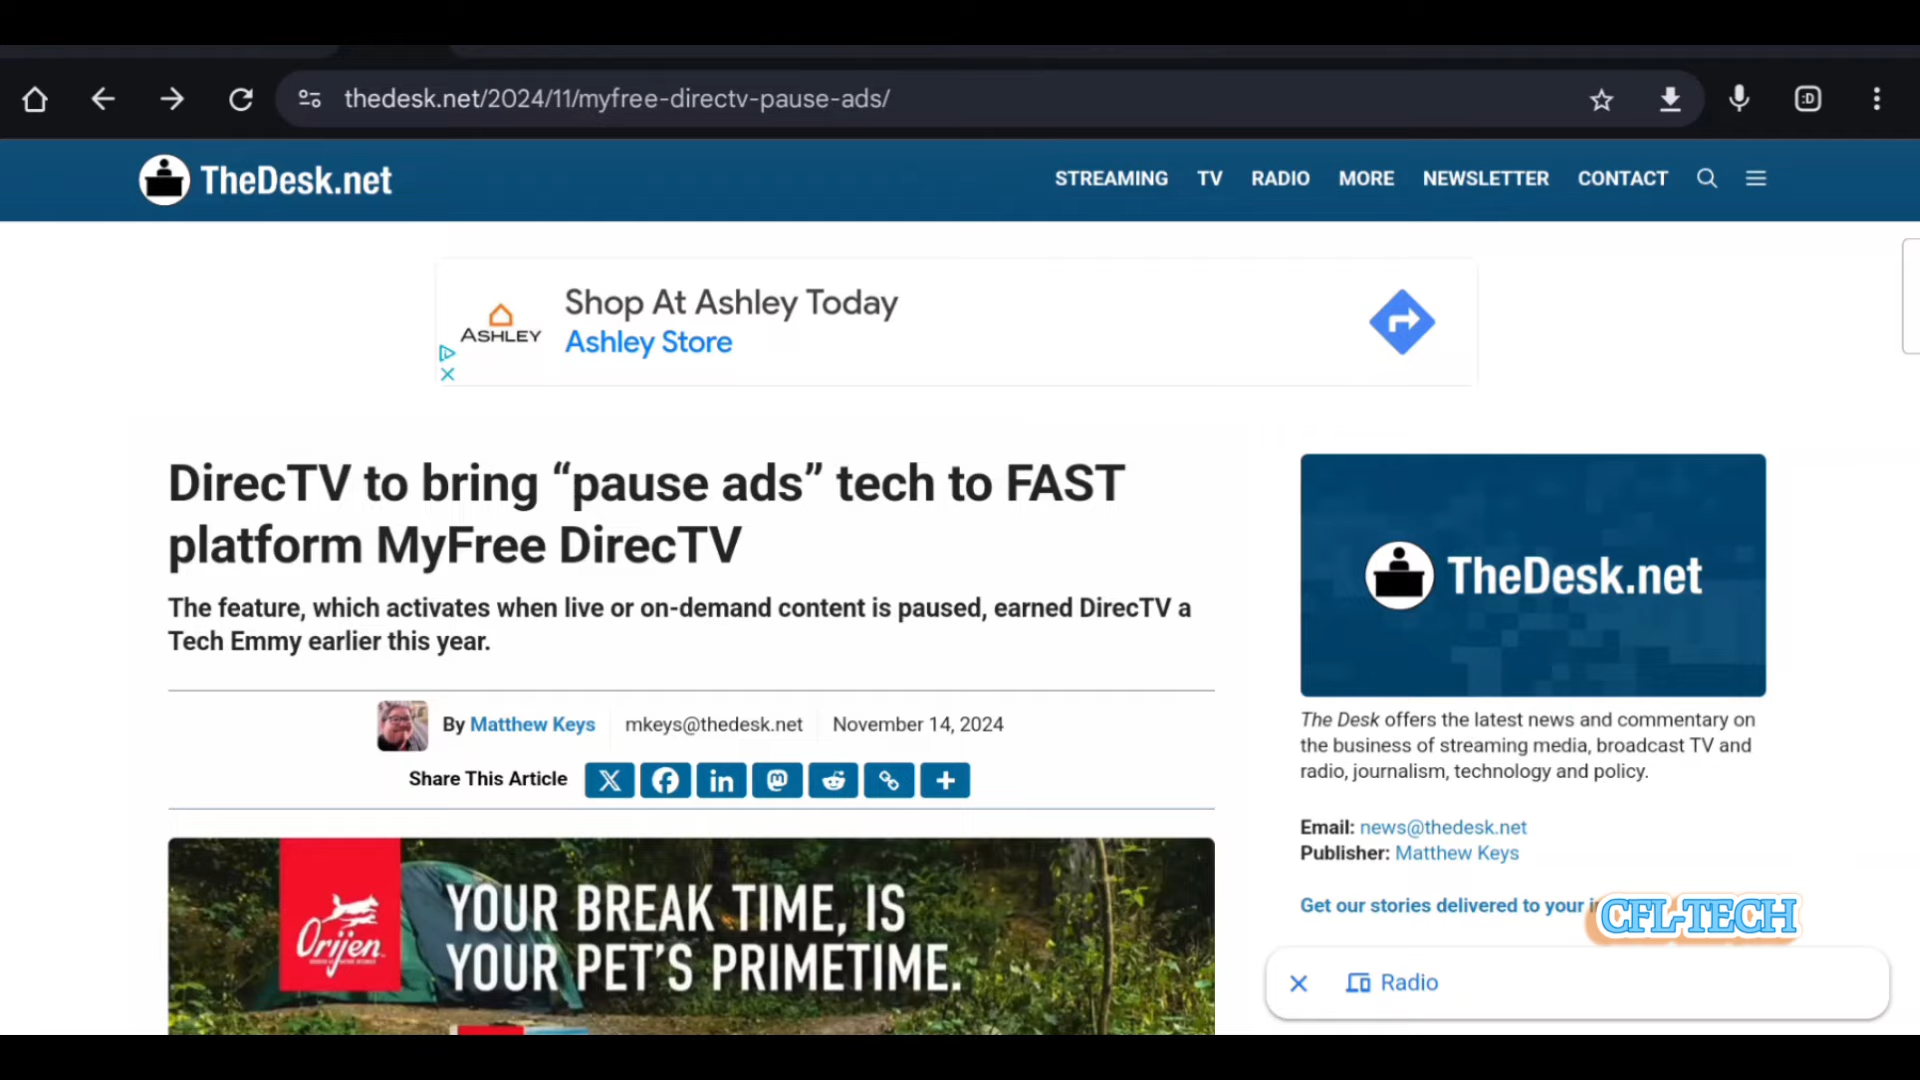 thedesk.net/2024/11/myfree-directv-pause-ads/
:D
TheDesk.net
STREAMING TV RADIO MORE NEWSLETTER CONTACT
ASHLEY
Shop At Ashley Today
Ashley Store
DirecTV to bring “pause ads” tech to FAST
platform MyFree DirecTV
The feature, which activates when live or on-demand content is paused, earned DirecTV a
Tech Emmy earlier this year.
By Matthew Keys mkeys@thedesk.net November 14, 2024
Share This Article
Orijen
YOUR BREAK TIME, IS
YOUR PET’S PRIMETIME.
TheDesk.net
The Desk offers the latest news and commentary on
the business of streaming media, broadcast TV and
radio, journalism, technology and policy.
Email: news@thedesk.net
Publisher: Matthew Keys
Get our stories delivered to your
CFL-TECH
Radio